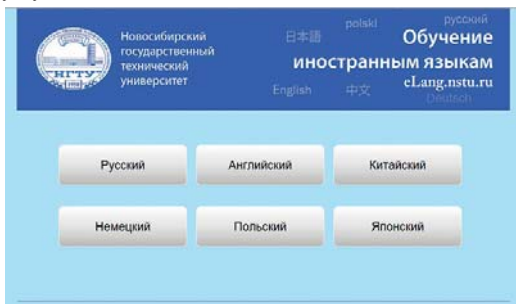 Новосибирский
государственный
технический
университет
НГТУ
日本語
polski
русский
Обучение
иностранным языкам
English
中文
eLang.nstu.ru
Deutsch
Русский
Английский
Китайский
Немецкий
Польский
Японский